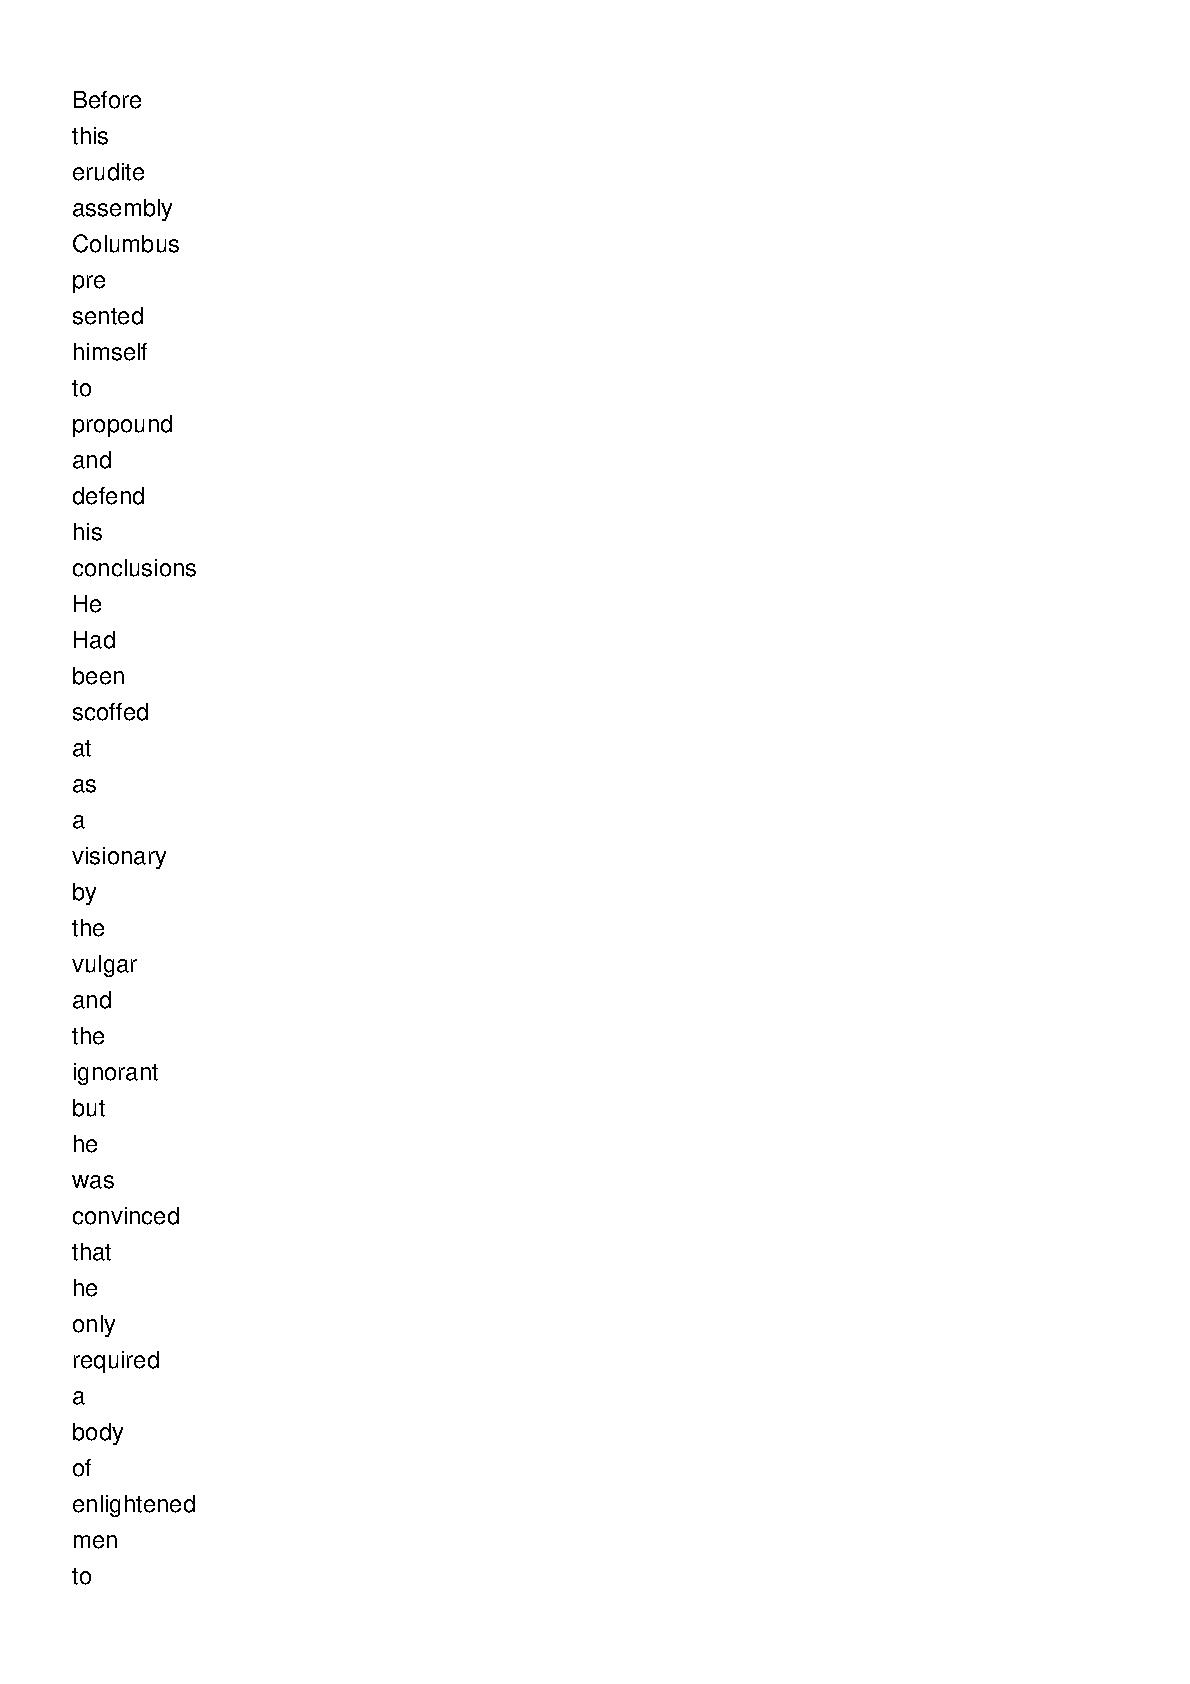 Before
this
erudite
assembly
Columbus
pre
sented
himself
to
propound
and
defend
his
conclusions
He
Had
been
scoffed
at
as
a
visionary
by
the
vulgar
and
the
ignorant
but
he
was
convinced
that
he
only
required
a
body
of
enlightened
men
to